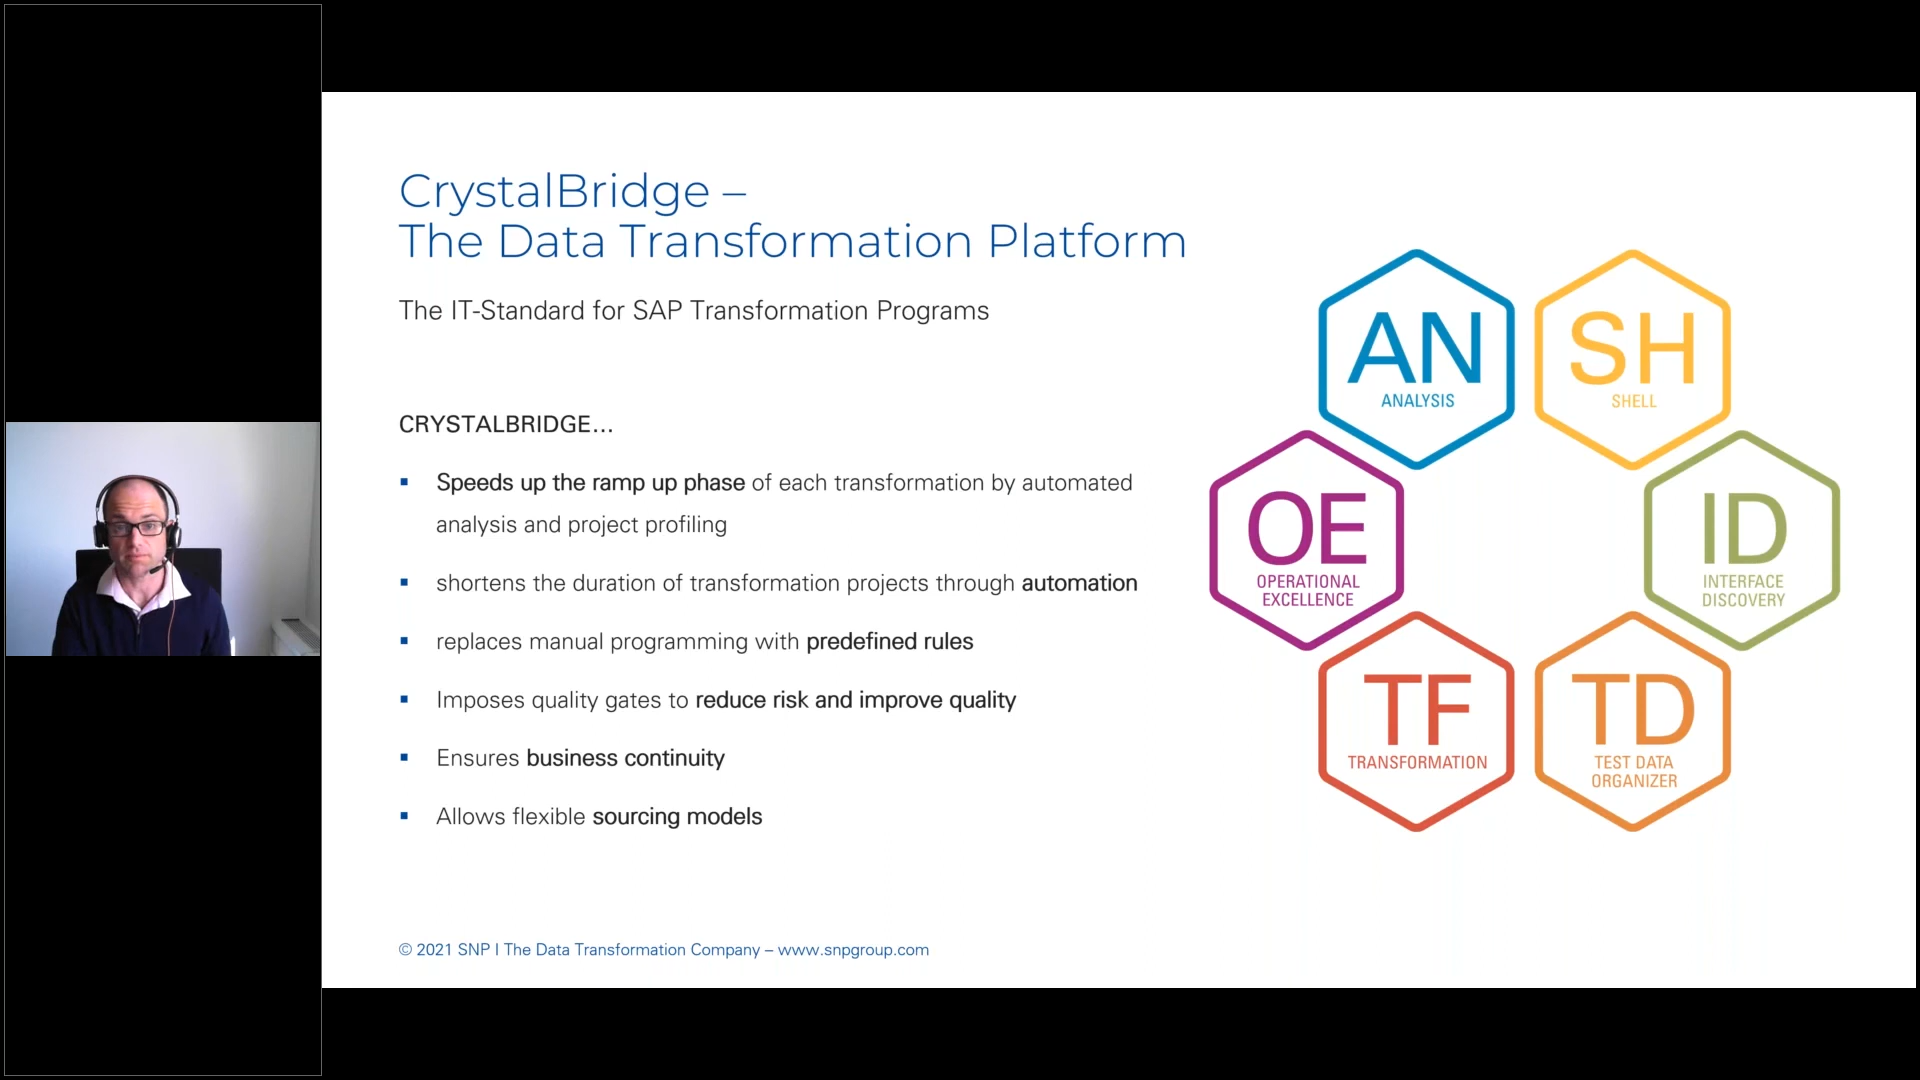 CrystalBridge –
The Data Transformation Platform
The IT-Standard for SAP Transformation Programs
CRYSTALBRIDGE...
▪ Speeds up the ramp up phase of each transformation by automated
analysis and project profiling
▪ shortens the duration of transformation projects through automation
▪ replaces manual programming with predefined rules
▪ Imposes quality gates to reduce risk and improve quality
▪ Ensures business continuity
▪ Allows flexible sourcing models
AN
ANALYSIS
SH
SHELL
OE
OPERATIONAL
EXCELLENCE
ID
INTERFACE
DISCOVERY
TF
TRANSFORMATION
TD
TEST DATA
ORGANIZER
© 2021 SNP I The Data Transformation Company – www.snpgroup.com